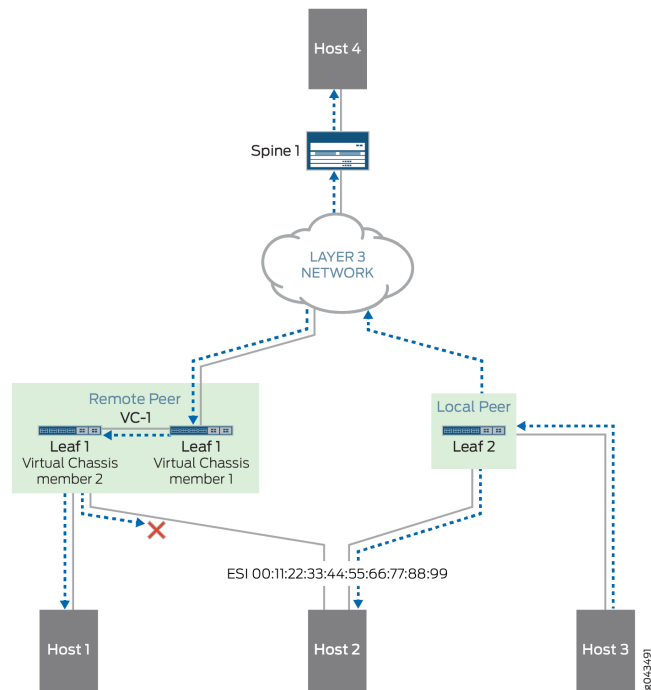 Host 4
Spine 1
LAYER 3
NETWORK
Remote Peer
VC-1
Leaf 1
Virtual Chassis
member 2
Leaf 1
Virtual Chassis
member 1
Local Peer
Leaf 2
ESI 00:11:22:33:44:55:66:77:88:99
Host 1
Host 2
Host 3
g043491